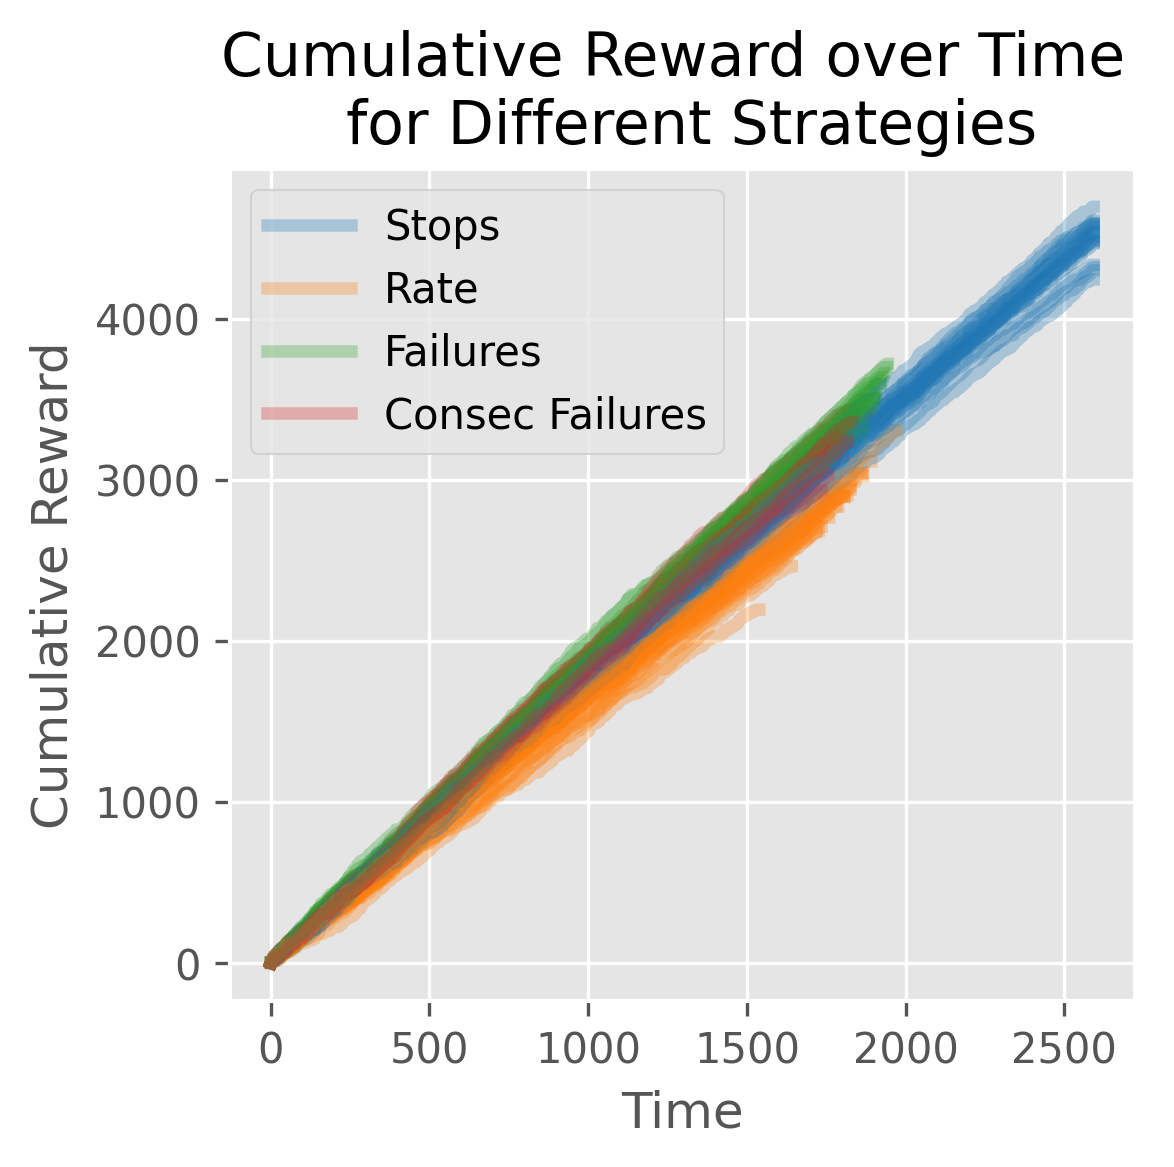 Cumulative Reward over Time
for Different Strategies
Stops
Rate
Failures
Consec Failures
4000
3000
2000
1000
0
Cumulative Reward
0 500 1000 1500 2000 2500
Time